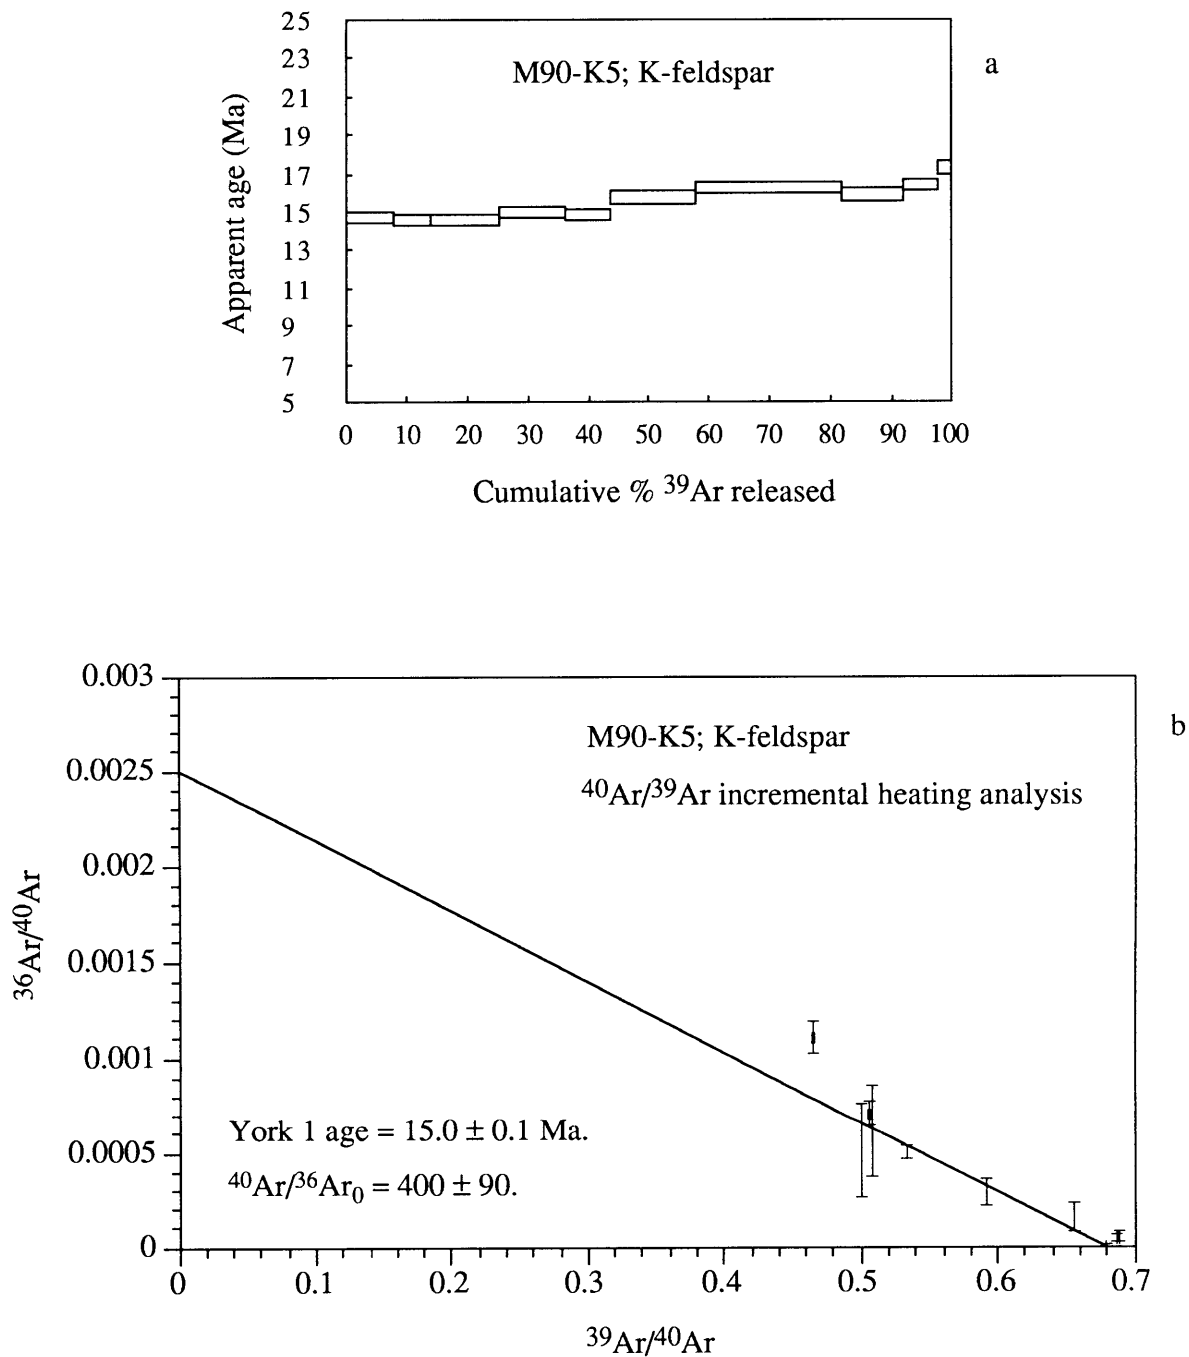 25
23
21
19
17
15
13
11
9
7
5
Apparent age (Ma)
M90-K5; K-feldspar
a
0 10 20 30 40 50 60 70 80 90 100
Cumulative % ³⁹Ar released
0.003
0.0025
0.002
0.0015
0.001
0.0005
0
³⁶Ar/⁴⁰Ar
M90-K5; K-feldspar
b
⁴⁰Ar/³⁹Ar incremental heating analysis
York 1 age = 15.0 ± 0.1 Ma.
⁴⁰Ar/³⁶Ar₀ = 400 ± 90.
0 0.1 0.2 0.3 0.4 0.5 0.6 0.7
³⁹Ar/⁴⁰Ar